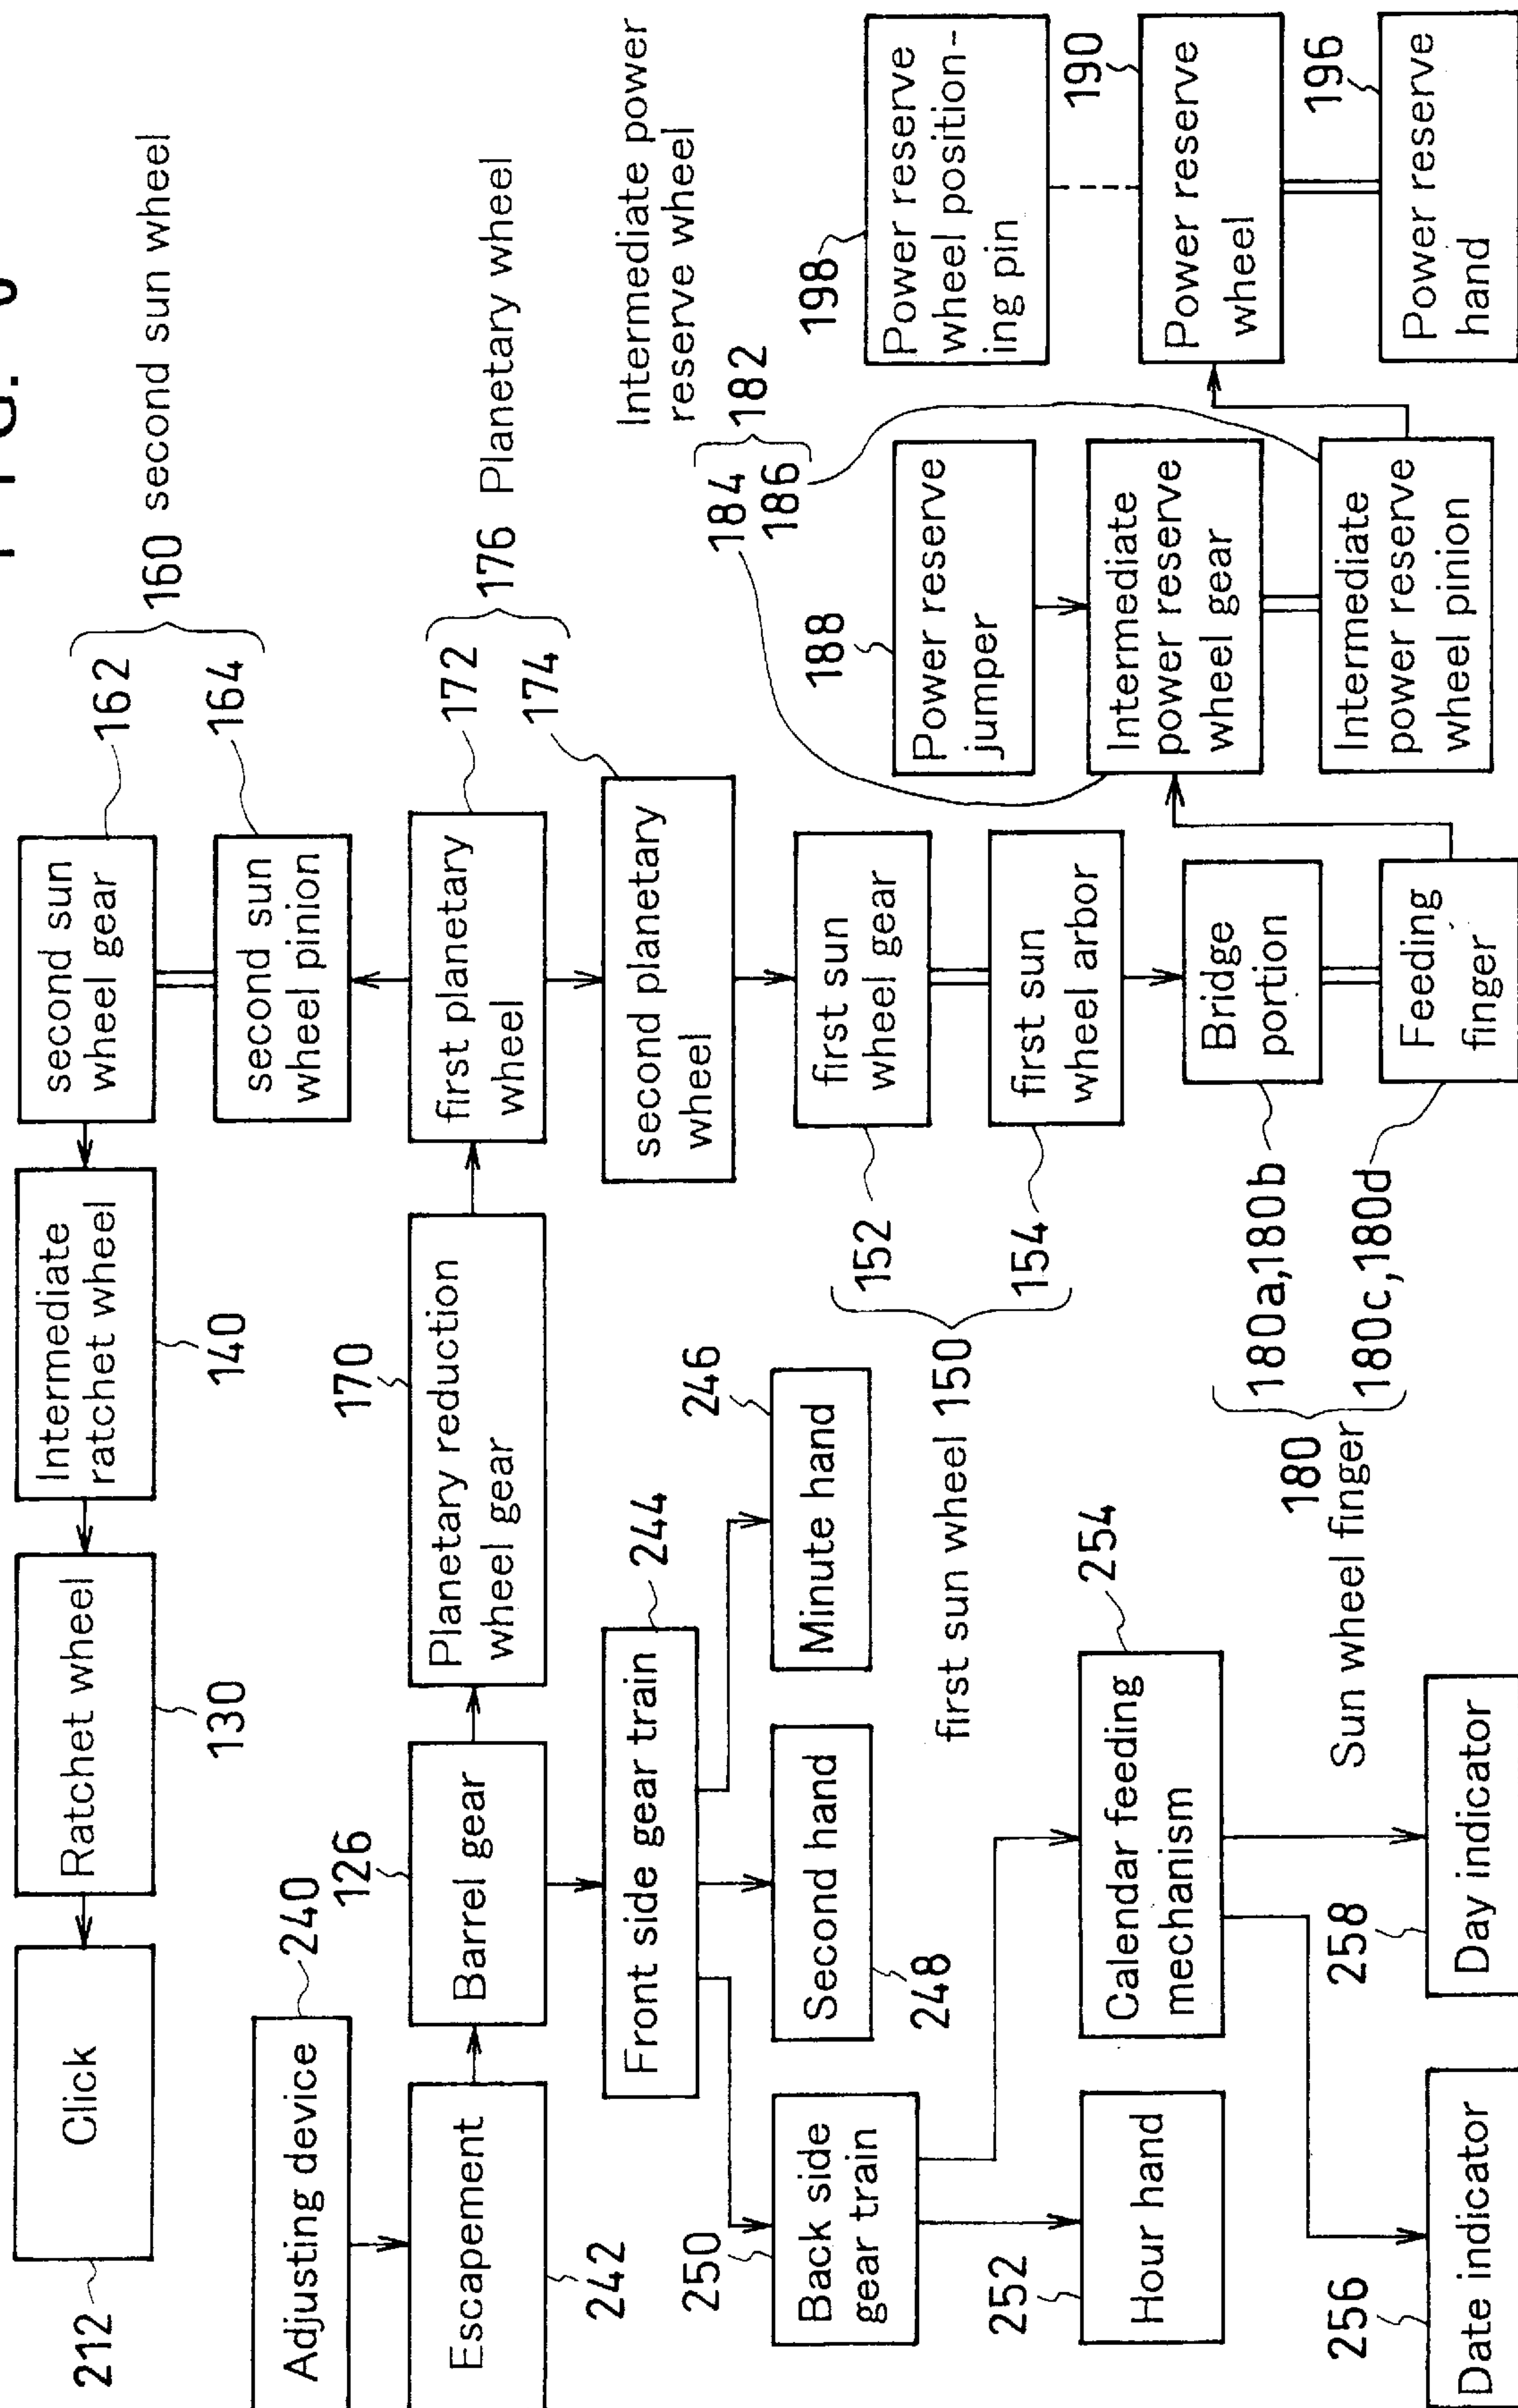 212
Click
Ratchet wheel
130
Intermediate
ratchet wheel
140
second sun
wheel gear
162
second sun
wheel pinion
164
160 second sun wheel
Adjusting device
240
Escapement
242
Barrel gear
126
Planetary reduction
wheel gear
170
first planetary
wheel
172
second planetary
wheel
174
176 Planetary wheel
Front side gear train
244
Minute hand
246
Second hand
248
Back side
gear train
250
Hour hand
252
Calendar feeding
mechanism
254
Date indicator
256
Day indicator
258
first sun
wheel gear
152
first sun
wheel arbor
154
first sun wheel 150
Bridge
portion
180a,180b
Feeding
finger
180c,180d
180
Sun wheel finger
Intermediate power
reserve wheel
182
184
186
Power reserve
jumper
188
Intermediate
power reserve
wheel gear
Intermediate
power reserve
wheel pinion
Power reserve
wheel position-
ing pin
198
Power reserve
wheel
190
Power reserve
hand
196